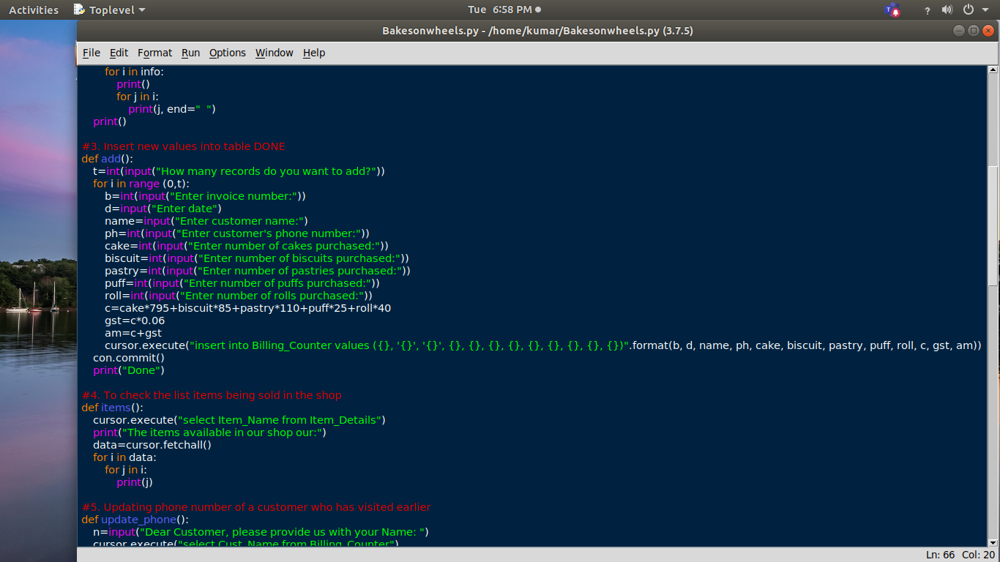 Activities Toplevel Tue 6:58 PM
Bakesonwheels.py - /home/kumar/Bakesonwheels.py (3.7.5)
File Edit Format Run Options Window Help
    for i in info:
        print()
        for j in i:
            print(j, end="  ")
print()
#3. Insert new values into table DONE
def add():
    t=int(input("How many records do you want to add?"))
    for i in range (0,t):
        b=int(input("Enter invoice number:"))
        d=input("Enter date")
        name=input("Enter customer name:")
        ph=int(input("Enter customer's phone number:"))
        cake=int(input("Enter number of cakes purchased:"))
        biscuit=int(input("Enter number of biscuits purchased:"))
        pastry=int(input("Enter number of pastries purchased:"))
        puff=int(input("Enter number of puffs purchased:"))
        roll=int(input("Enter number of rolls purchased:"))
        c=cake*795+biscuit*85+pastry*110+puff*25+roll*40
        gst=c*0.06
        am=c+gst
        cursor.execute("insert into Billing_Counter values ({}, '{}', '{}', {}, {}, {}, {}, {}, {}, {}, {}, {})".format(b, d, name, ph, cake, biscuit, pastry, puff, roll, c, gst, am))
    con.commit()
    print("Done")
#4. To check the list items being sold in the shop
def items():
    cursor.execute("select Item_Name from Item_Details")
    print("The items available in our shop our:")
    data=cursor.fetchall()
    for i in data:
        for j in i:
            print(j)
#5. Updating phone number of a customer who has visited earlier
def update_phone():
    n=input("Dear Customer, please provide us with your Name: ")
    cursor.execute("select Cust_Name from Billing_Counter")
Ln: 66 Col: 20